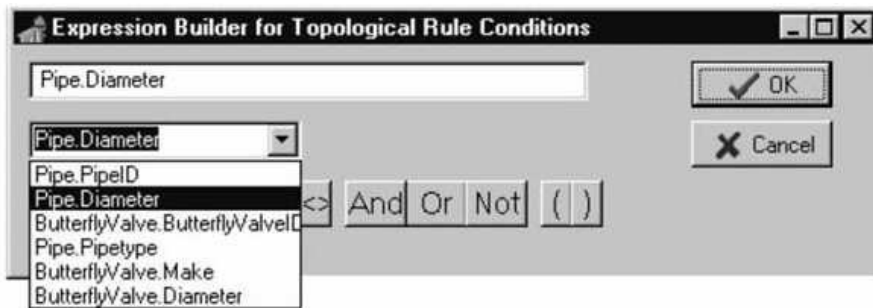 Expression Builder for Topological Rule Conditions
Pipe.Diameter
OK
Pipe.Diameter
Cancel
Pipe.PipeID
Pipe.Diameter
<> And Or Not ( )
ButterflyValve.ButterflyValveID
Pipe.Pipetype
ButterflyValve.Make
ButterflyValve.Diameter